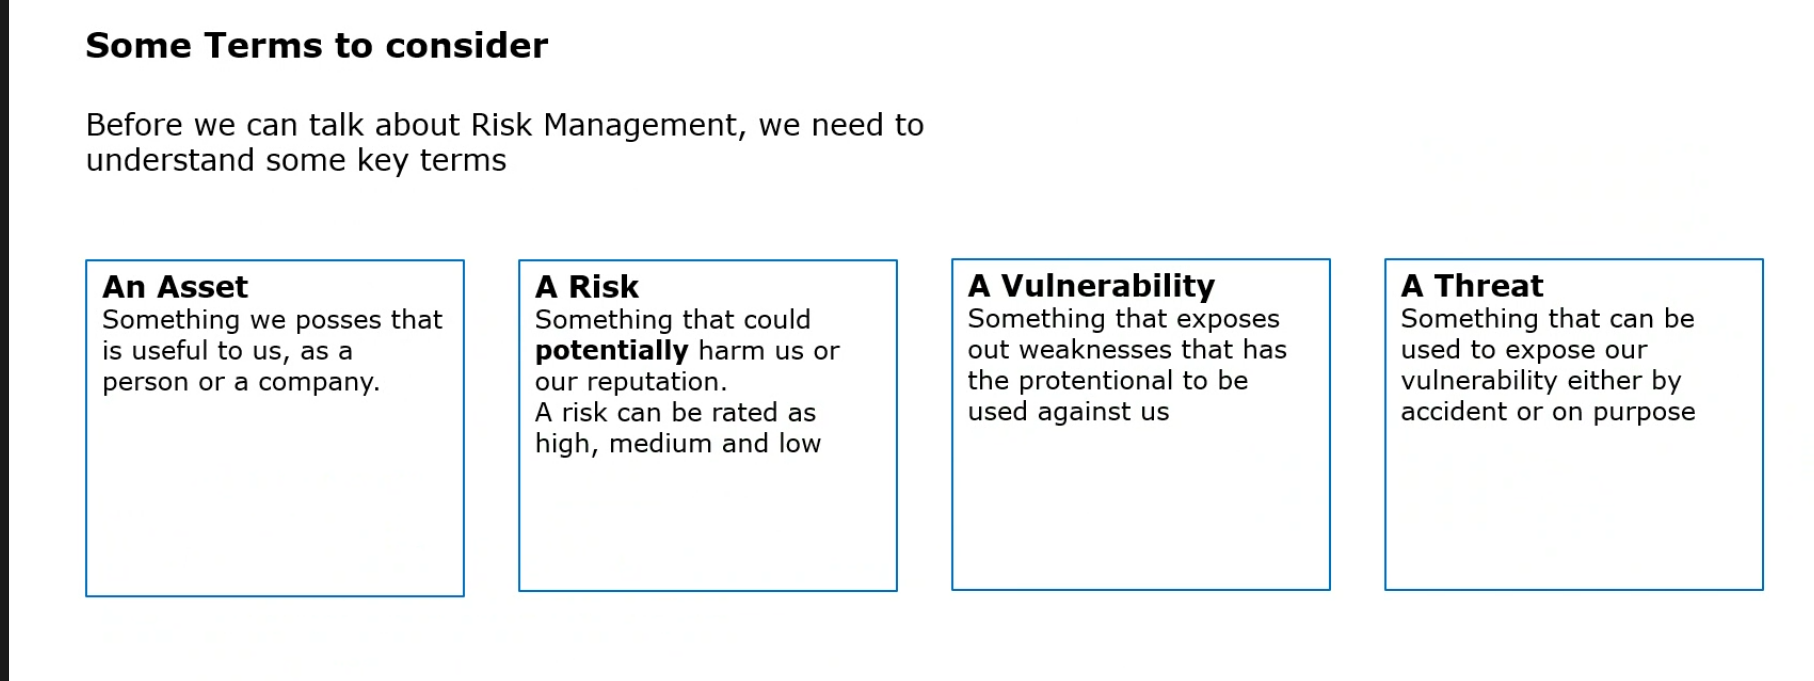 Some Terms to consider
Before we can talk about Risk Management, we need to
understand some key terms
An Asset
Something we posses that
is useful to us, as a
person or a company.
A Risk
Something that could
potentially harm us or
our reputation.
A risk can be rated as
high, medium and low
A Vulnerability
Something that exposes
out weaknesses that has
the protentional to be
used against us
A Threat
Something that can be
used to expose our
vulnerability either by
accident or on purpose